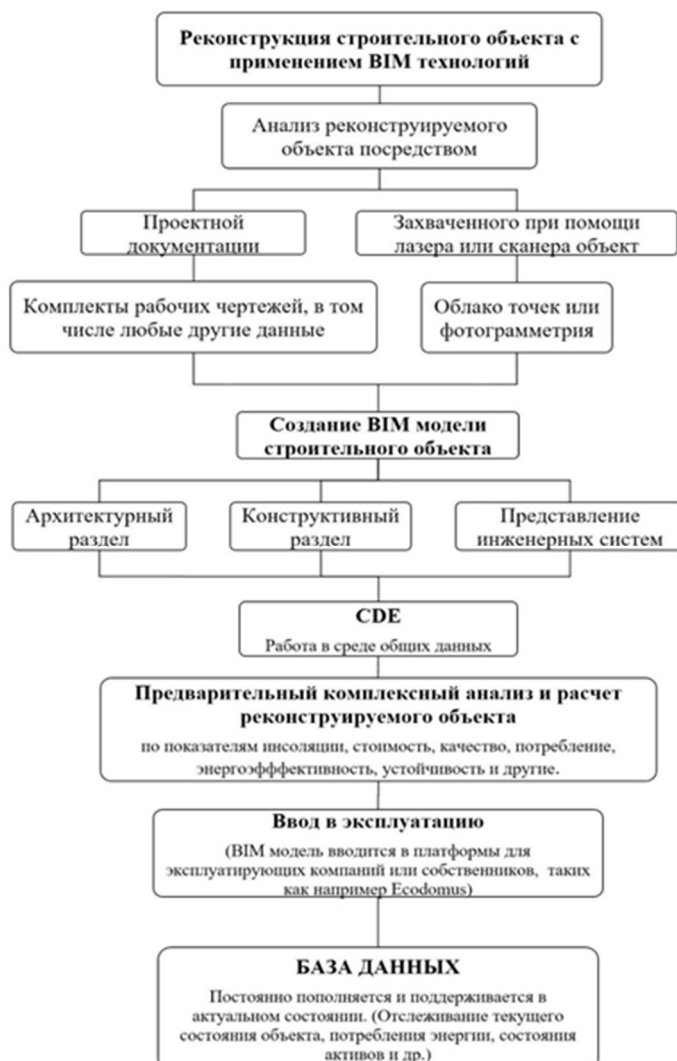 Реконструкция строительного объекта с
применением BIM технологий
Анализ реконструируемого
объекта посредством
Проектной
документации
Захваченного при помощи
лазера или сканера объект
Комплекты рабочих чертежей, в том
числе любые другие данные
Облако точек или
фотограмметрия
Создание BIM модели
строительного объекта
Архитектурный
раздел
Конструктивный
раздел
Представление
инженерных систем
CDE
Работа в среде общих данных
Предварительный комплексный анализ и расчет
реконструируемого объекта
по показателям инсоляции, стоимость, качество, потребление,
энергоэфффективность, устойчивость и другие.
Ввод в эксплуатацию
(BIM модель вводится в платформы для
эксплуатирующих компаний или собственников, таких
как например Ecodomus)
БАЗА ДАННЫХ
Постоянно пополняется и поддерживается в
актуальном состоянии. (Отслеживание текущего
состояния объекта, потребления энергии, состояния
активов и др.)